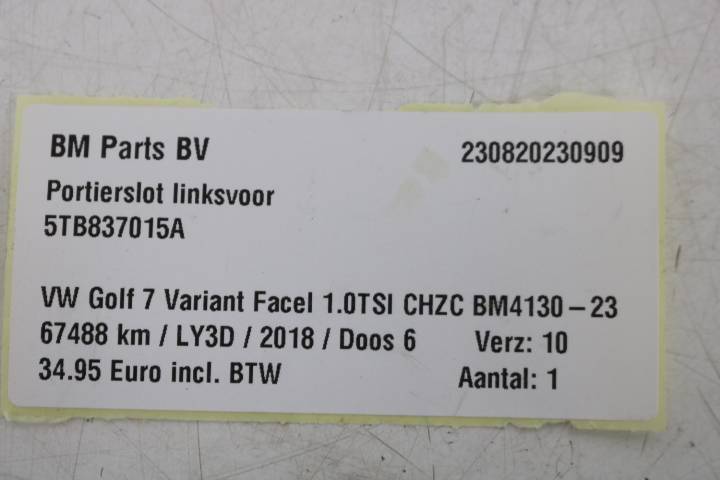 BM Parts BV 230820230909
Portierslot linksvoor
5TB837015A
VW Golf 7 Variant Facel 1.0TSI CHZC BM4130-23
67488 km / LY3D / 2018 / Doos 6 Verz: 10
34.95 Euro incl. BTW Aantal: 1